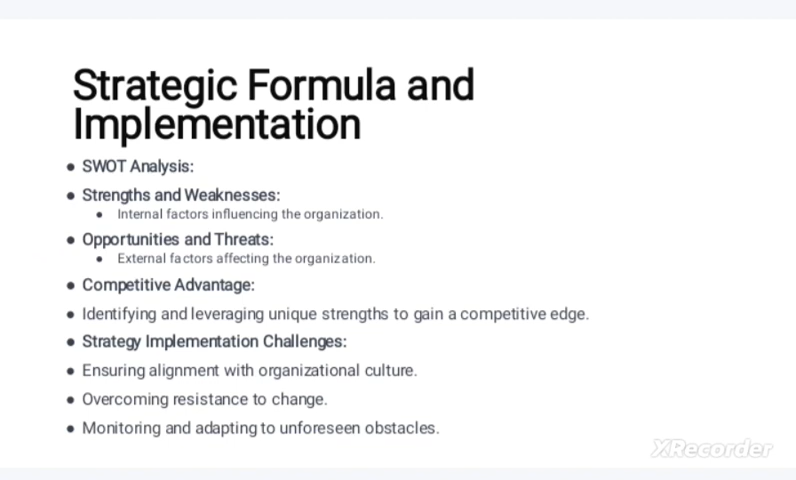 Strategic Formula and
Implementation
• SWOT Analysis:
• Strengths and Weaknesses:
• Internal factors influencing the organization.
• Opportunities and Threats:
• External factors affecting the organization.
• Competitive Advantage:
• Identifying and leveraging unique strengths to gain a competitive edge.
• Strategy Implementation Challenges:
• Ensuring alignment with organizational culture.
• Overcoming resistance to change.
• Monitoring and adapting to unforeseen obstacles.
XRecorder